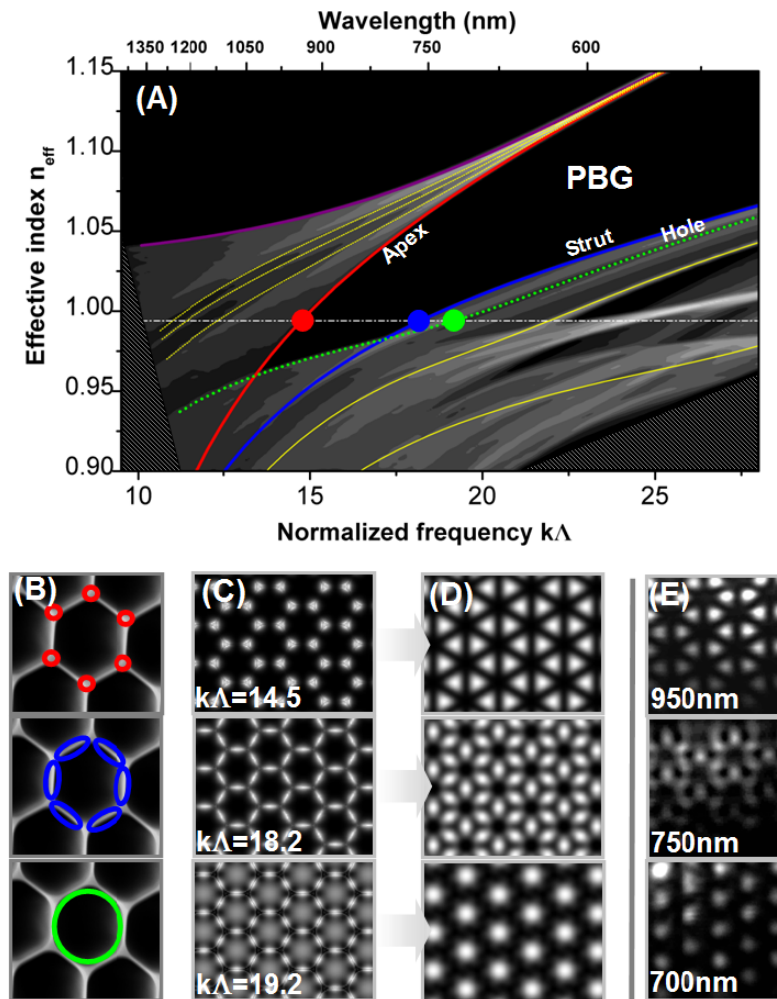 Wavelength (nm)
1350 1200 1050 900 750 600
(A)
1.15
1.10
1.05
1.00
0.95
0.90
Effective index n_eff
PBG
Apex
Strut
Hole
10 15 20 25
Normalized frequency kΛ
(B) (C) (D) (E)
kΛ=14.5
950nm
kΛ=18.2
750nm
kΛ=19.2
700nm